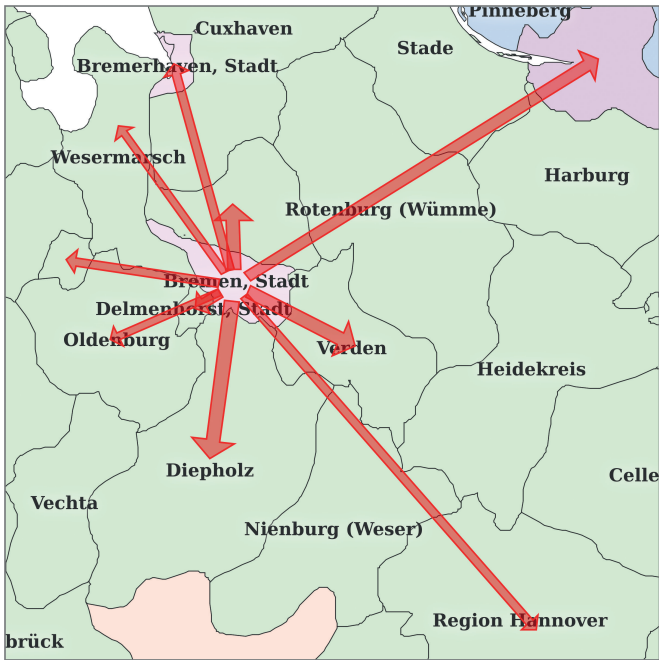 Pinneberg
Cuxhaven
Stade
Bremerhaven, Stadt
Wesermarsch
Harburg
Rotenburg (Wümme)
Bremen, Stadt
Delmenhorst, Stadt
Oldenburg
Verden
Heidekreis
Diepholz
Celle
Vechta
Nienburg (Weser)
Region Hannover
brück